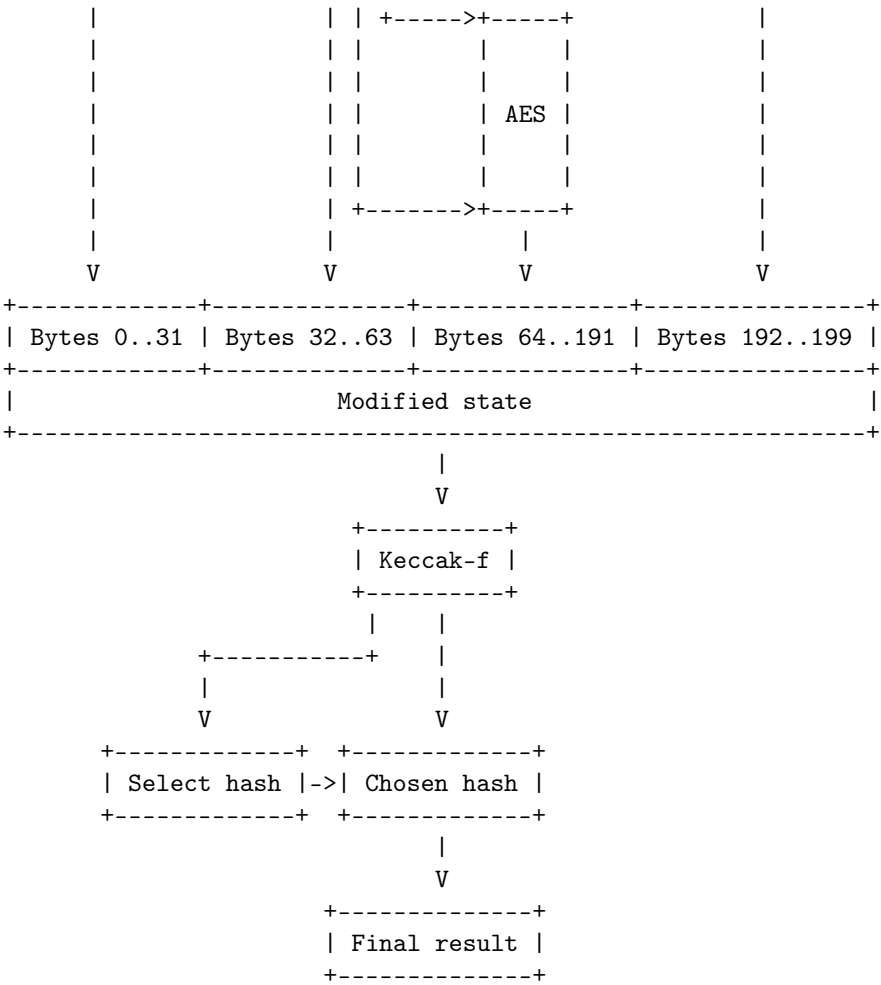 AES
V V V V
Bytes 0..31 | Bytes 32..63 | Bytes 64..191 | Bytes 192..199
Modified state
V
Keccak-f
V V
Select hash |->| Chosen hash
V
Final result